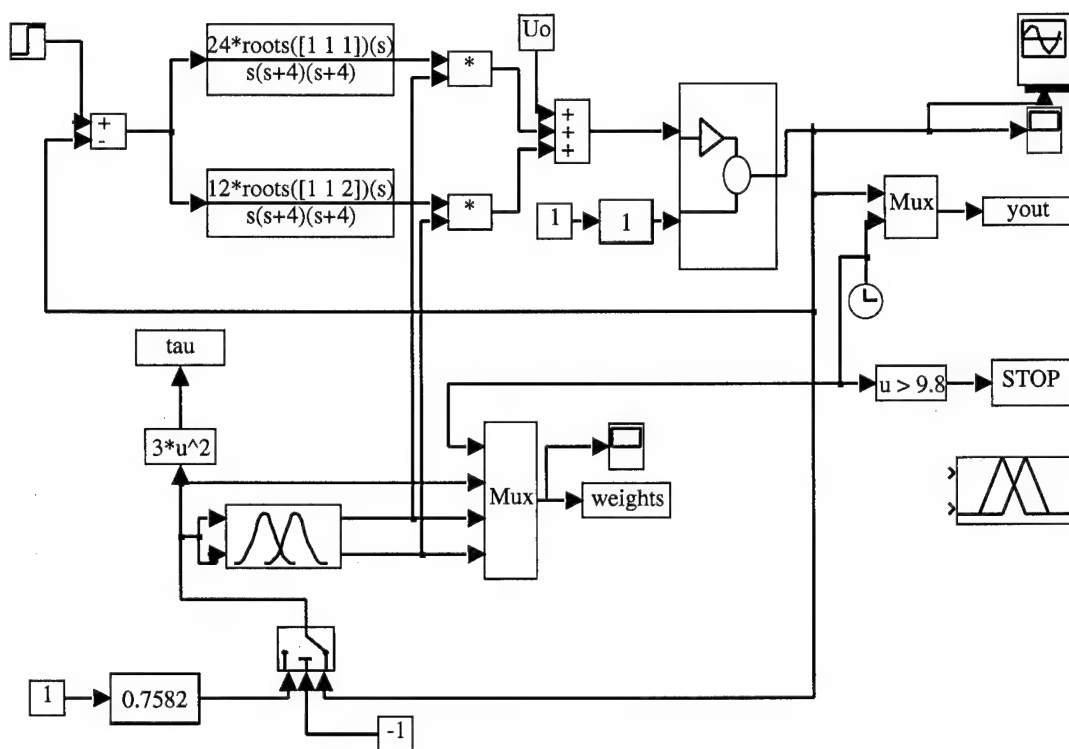 Uo
24*roots([1 1 1])(s)
s(s+4)(s+4)
*
+
-
+
+
+
12*roots([1 1 2])(s)
s(s+4)(s+4)
*
1
1
Mux
yout
tau
u > 9.8
STOP
3*u^2
Mux
weights
1
0.7582
-1